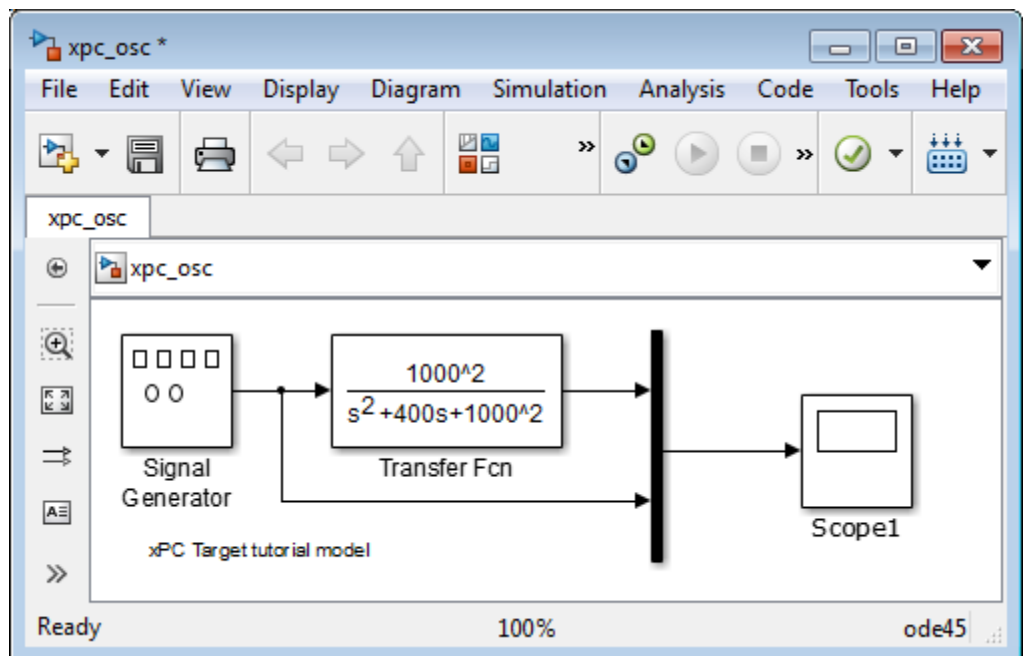 xpc_osc *
File Edit View Display Diagram Simulation Analysis Code Tools Help
» »
xpc_osc
xpc_osc
1000^2
s2+400s+1000^2
Signal
Generator
Transfer Fcn
Scope1
xPC Target tutorial model
A
»
Ready 100% ode45